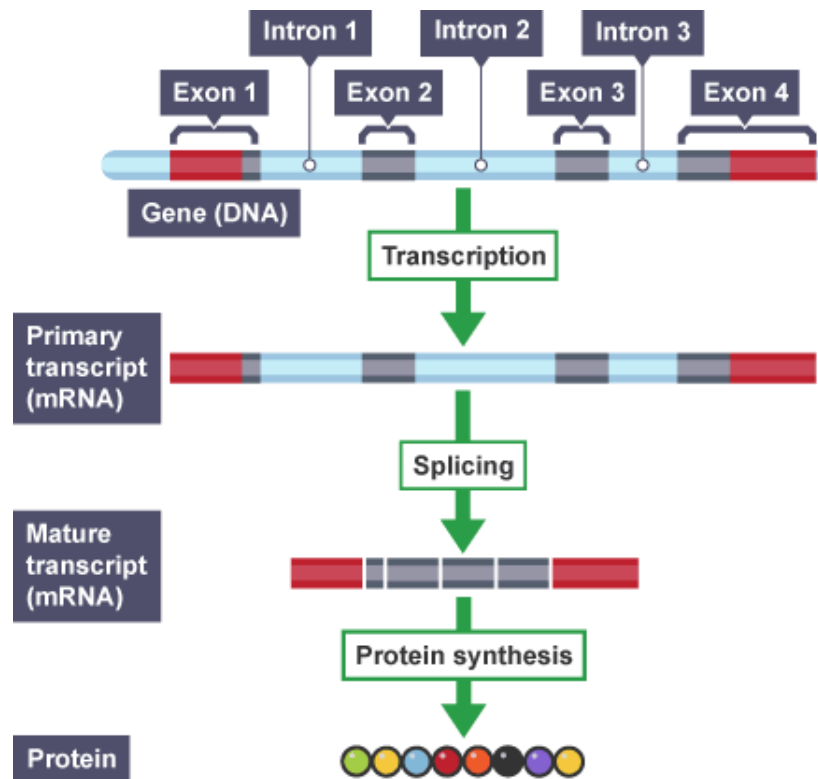 Intron 1
Intron 2
Intron 3
Exon 1
Exon 2
Exon 3
Exon 4
Gene (DNA)
Transcription
Primary
transcript
(mRNA)
Splicing
Mature
transcript
(mRNA)
Protein synthesis
Protein